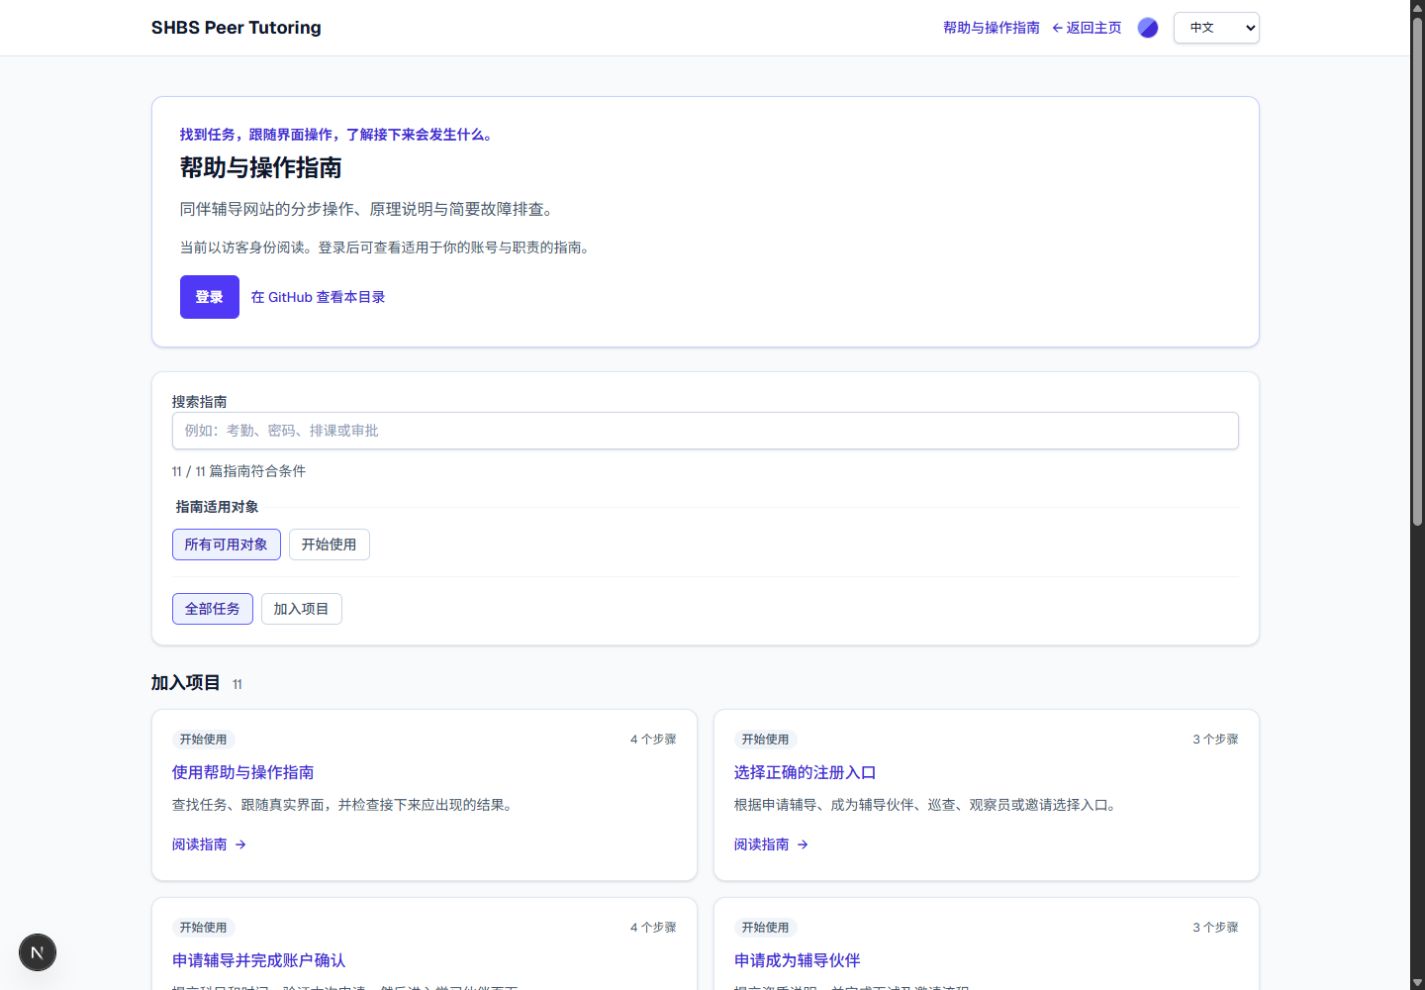 SHBS Peer Tutoring
帮助与操作指南 ← 返回主页 中文
找到任务，跟随界面操作，了解接下来会发生什么。
帮助与操作指南
同伴辅导网站的分步操作、原理说明与简要故障排查。
当前以访客身份阅读。登录后可查看适用于你的账号与职责的指南。
登录 在 GitHub 查看本目录
搜索指南
例如：考勤、密码、排课或审批
11 / 11 篇指南符合条件
指南适用对象
所有可用对象 开始使用
全部任务 加入项目
加入项目 11
开始使用 4 个步骤
使用帮助与操作指南
查找任务、跟随真实界面，并检查接下来应出现的结果。
阅读指南 →
开始使用 3 个步骤
选择正确的注册入口
根据申请辅导、成为辅导伙伴、巡查、观察员或邀请选择入口。
阅读指南 →
开始使用 4 个步骤
申请辅导并完成账户确认
开始使用 3 个步骤
申请成为辅导伙伴
N